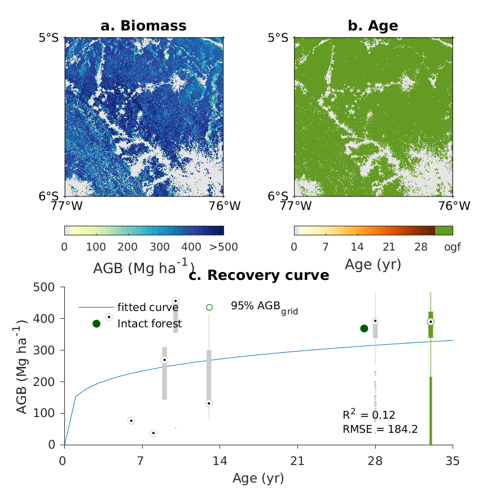 a. Biomass
b. Age
5°S
6°S
77°W
76°W
5°S
6°S
77°W
76°W
0 100 200 300 400 >500
AGB (Mg ha⁻¹)
0 7 14 21 28 ogf
Age (yr)
c. Recovery curve
500
400
300
200
100
0
AGB (Mg ha⁻¹)
fitted curve
Intact forest
95% AGB_grid
R² = 0.12
RMSE = 184.2
0 7 14 21 28 35
Age (yr)